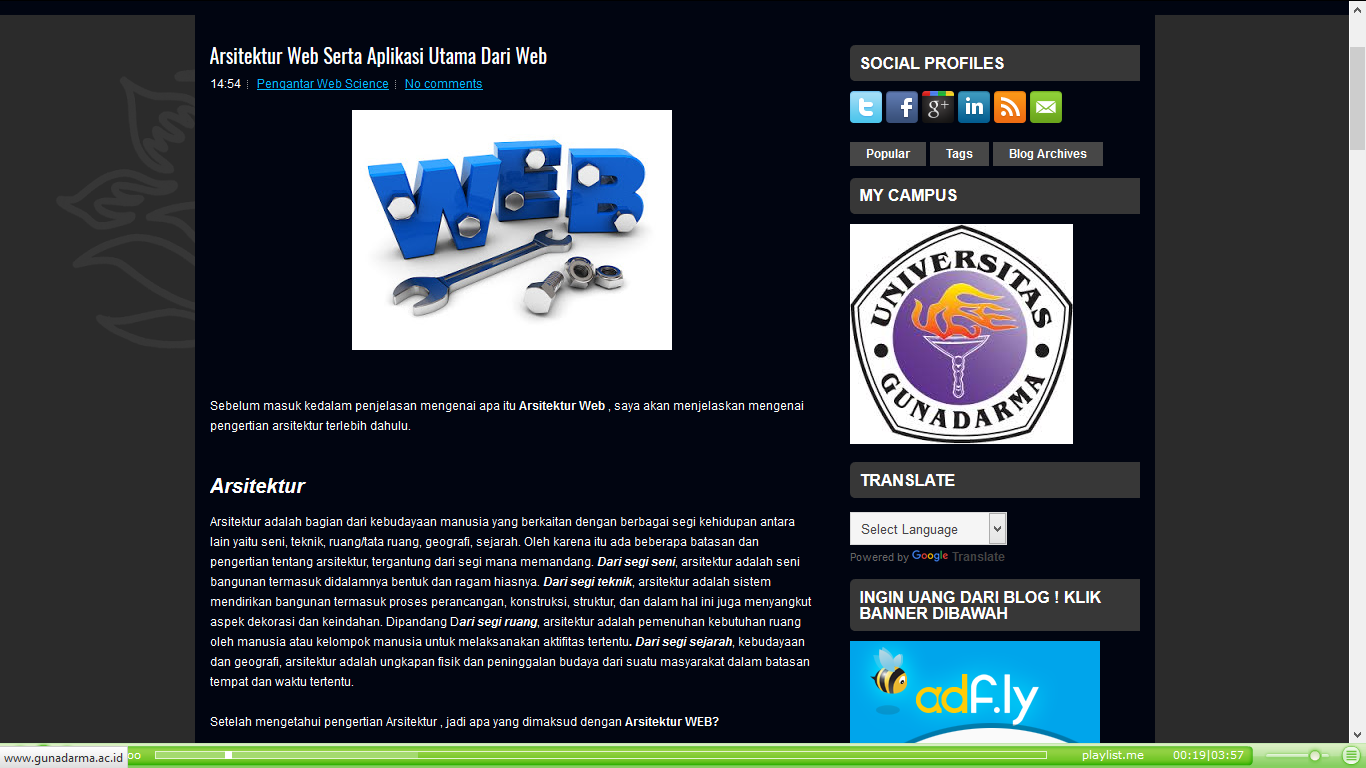 Arsitektur Web Serta Aplikasi Utama Dari Web
14:54 Pengantar Web Science No comments
WEB
Sebelum masuk kedalam penjelasan mengenai apa itu Arsitektur Web , saya akan menjelaskan mengenai
pengertian arsitektur terlebih dahulu.
Arsitektur
Arsitektur adalah bagian dari kebudayaan manusia yang berkaitan dengan berbagai segi kehidupan antara
lain yaitu seni, teknik, ruang/tata ruang, geografi, sejarah. Oleh karena itu ada beberapa batasan dan
pengertian tentang arsitektur, tergantung dari segi mana memandang. Dari segi seni, arsitektur adalah seni
bangunan termasuk didalamnya bentuk dan ragam hiasnya. Dari segi teknik, arsitektur adalah sistem
mendirikan bangunan termasuk proses perancangan, konstruksi, struktur, dan dalam hal ini juga menyangkut
aspek dekorasi dan keindahan. Dipandang Dari segi ruang, arsitektur adalah pemenuhan kebutuhan ruang
oleh manusia atau kelompok manusia untuk melaksanakan aktifitas tertentu. Dari segi sejarah, kebudayaan
dan geografi, arsitektur adalah ungkapan fisik dan peninggalan budaya dari suatu masyarakat dalam batasan
tempat dan waktu tertentu.
Setelah mengetahui pengertian Arsitektur , jadi apa yang dimaksud dengan Arsitektur WEB?
SOCIAL PROFILES
Popular Tags Blog Archives
MY CAMPUS
UNIVERSITAS
GUNADARMA
TRANSLATE
Select Language
Powered by Google Translate
INGIN UANG DARI BLOG ! KLIK
BANNER DIBAWAH
adf.ly
www.gunadarma.ac.id
playlist.me 00:19|03:57